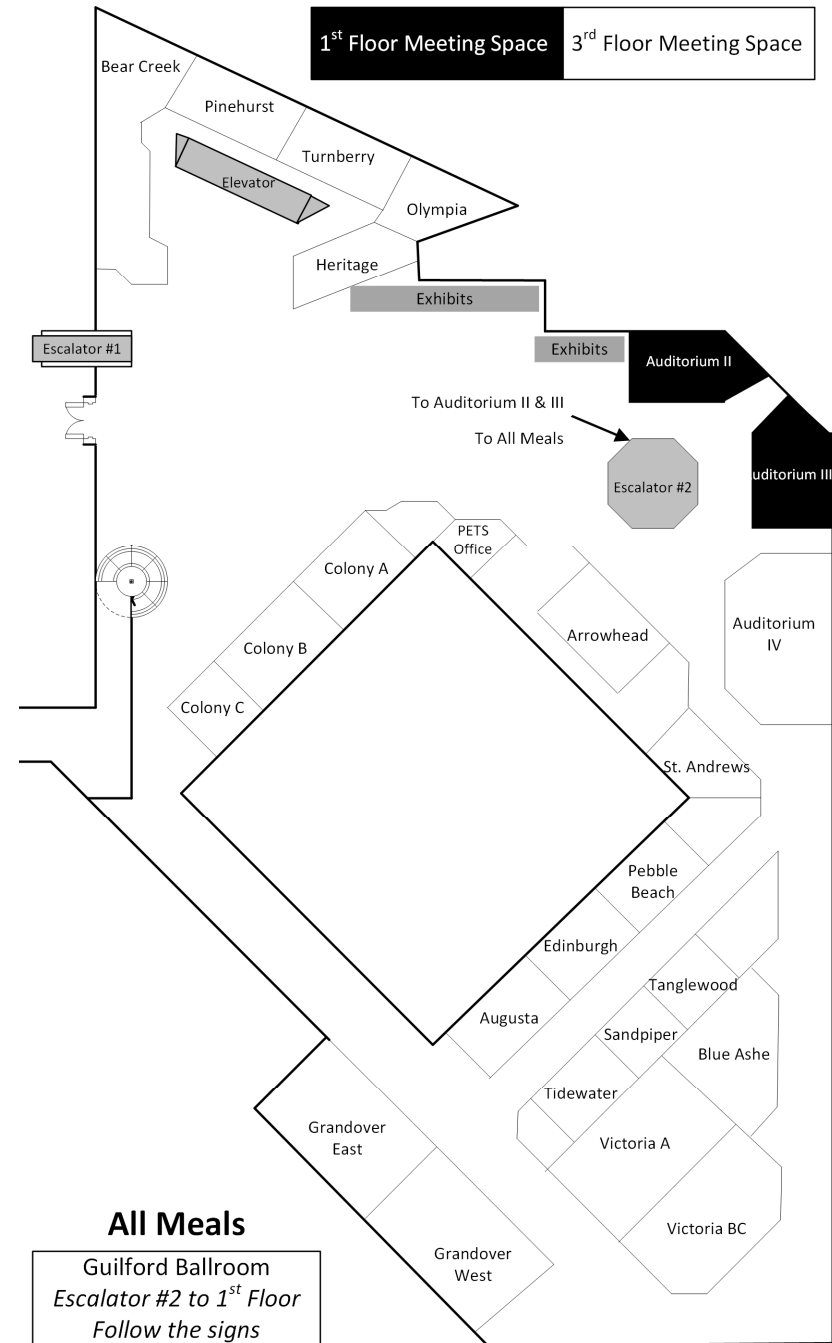 1st Floor Meeting Space
3rd Floor Meeting Space
Bear Creek
Pinehurst
Turnberry
Elevator
Olympia
Heritage
Exhibits
Escalator #1
Exhibits
Auditorium II
To Auditorium II & III
To All Meals
uditorium III
Escalator #2
PETS
Office
Colony A
Colony B
Colony C
Arrowhead
Auditorium
IV
St. Andrews
Pebble
Beach
Edinburgh
Augusta
Tanglewood
Sandpiper
Blue Ashe
Tidewater
Victoria A
Victoria BC
Grandover
East
Grandover
West
All Meals
Guilford Ballroom
Escalator #2 to 1st Floor
Follow the signs